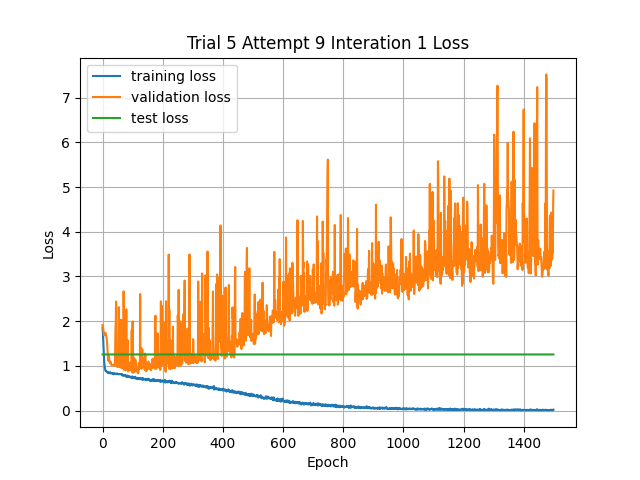 Trial 5 Attempt 9 Interation 1 Loss
training loss
validation loss
test loss
Loss
7
6
5
4
3
2
1
0
0 200 400 600 800 1000 1200 1400
Epoch